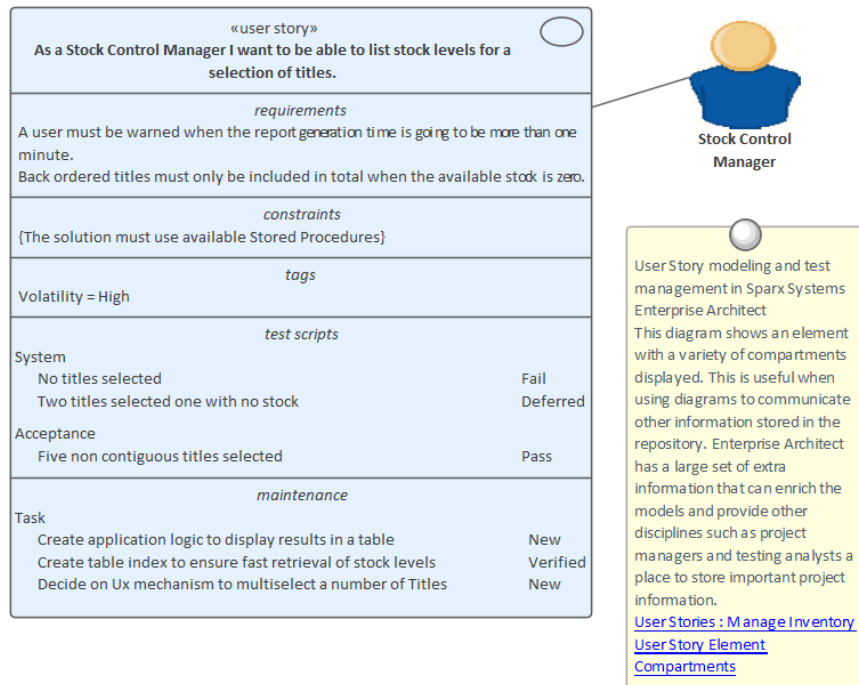 «user story»
As a Stock Control Manager I want to be able to list stock levels for a
selection of titles.
requirements
A user must be warned when the report generation time is going to be more than one
minute.
Back ordered titles must only be included in total when the available stock is zero.
constraints
{The solution must use available Stored Procedures}
tags
Volatility = High
test scripts
System
No titles selected Fail
Two titles selected one with no stock Deferred
Acceptance
Five non contiguous titles selected Pass
maintenance
Task
Create application logic to display results in a table New
Create table index to ensure fast retrieval of stock levels Verified
Decide on Ux mechanism to multiselect a number of Titles New
Stock Control
Manager
User Story modeling and test
management in Sparx Systems
Enterprise Architect
This diagram shows an element
with a variety of compartments
displayed. This is useful when
using diagrams to communicate
other information stored in the
repository. Enterprise Architect
has a large set of extra
information that can enrich the
models and provide other
disciplines such as project
managers and testing analysts a
place to store important project
information.
User Stories : Manage Inventory
User Story Element
Compartments